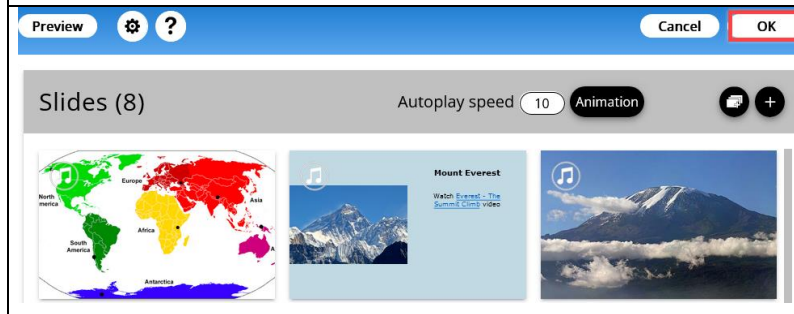 Preview ? Cancel OK
Slides (8) Autoplay speed 10 Animation +
Europe
Asia
North
merica
Africa
South
America
A
Antarctica
Mount Everest
Watch Everest - The
Summit Climb video